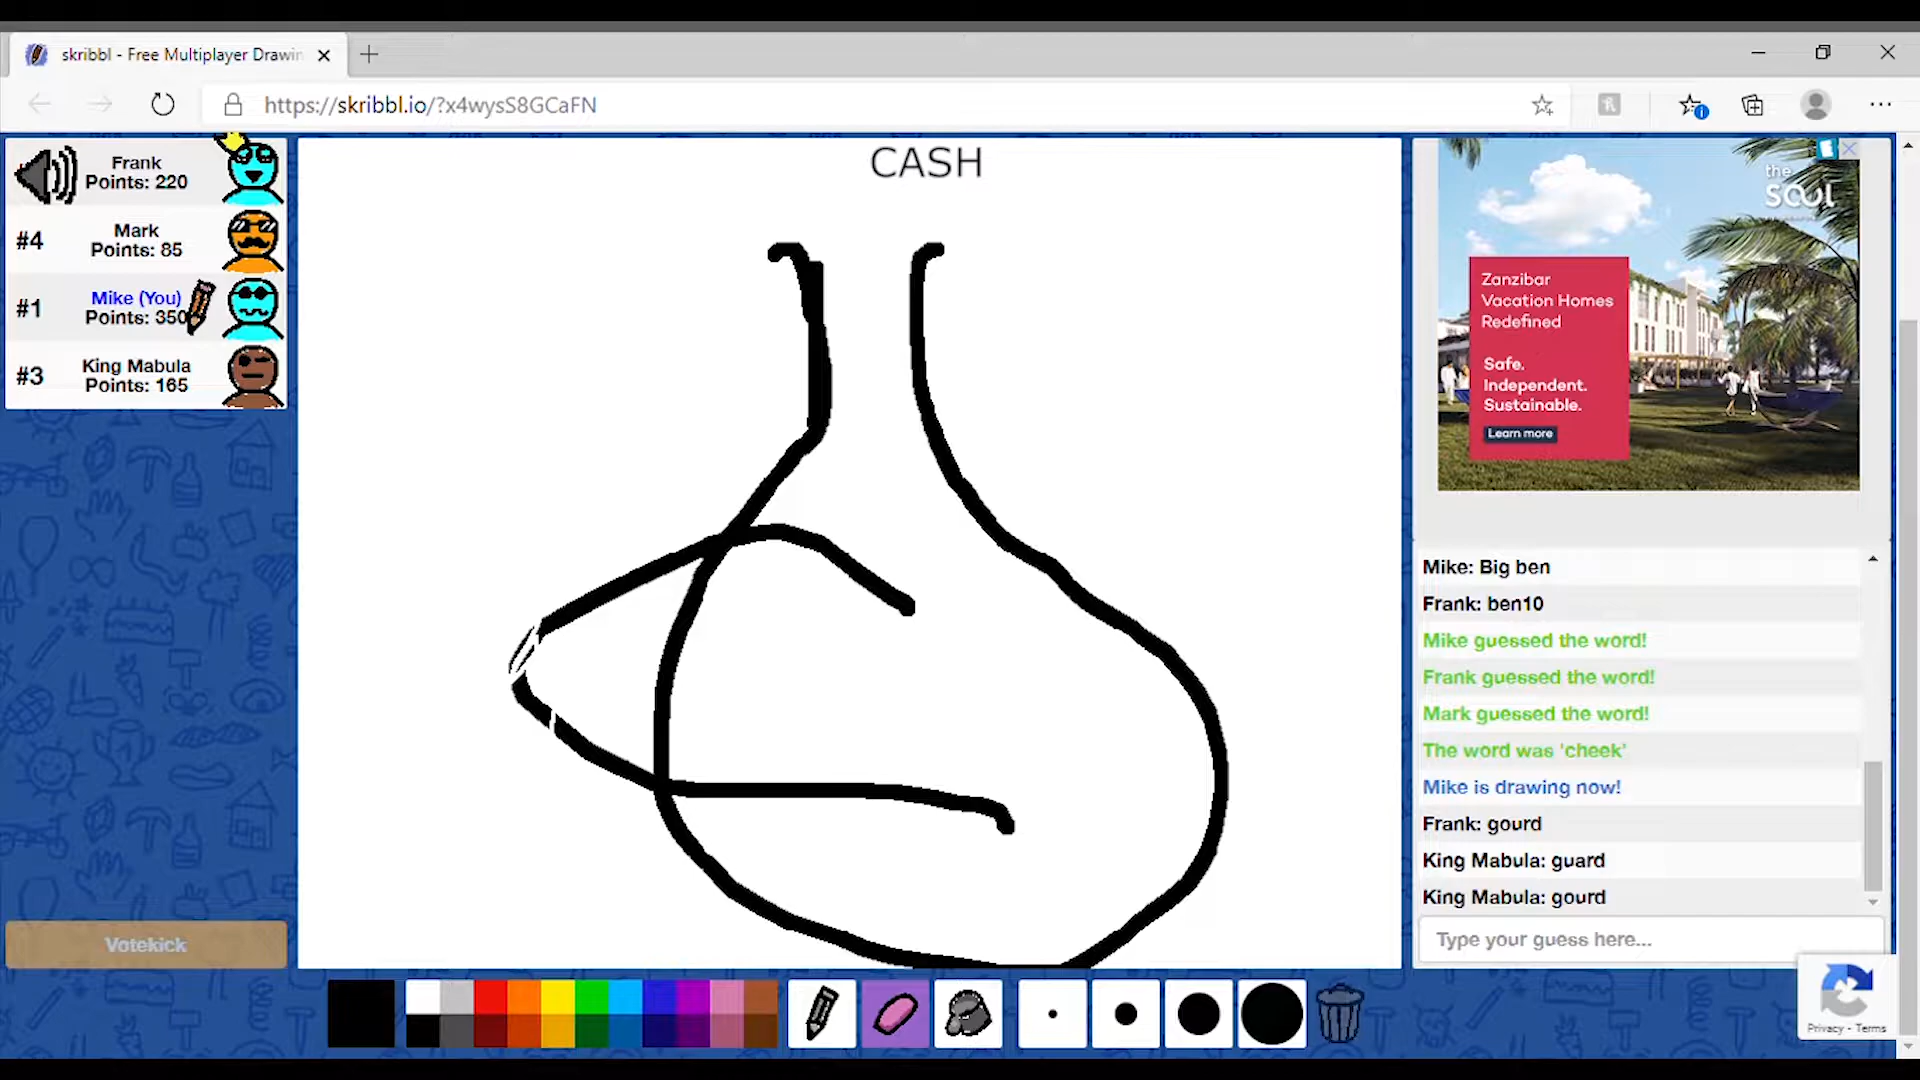 skribbl - Free Multiplayer Drawin
https://skribbl.io/?x4wysS8GCaFN
CASH
Frank
Points: 220
#4
Mark
Points: 85
#1
Mike (You)
Points: 350
#3
King Mabula
Points: 165
Votekick
the
SOUL
Zanzibar
Vacation Homes
Redefined
Safe.
Independent.
Sustainable.
Learn more
Mike: Big ben
Frank: ben10
Mike guessed the word!
Frank guessed the word!
Mark guessed the word!
The word was 'cheek'
Mike is drawing now!
Frank: gourd
King Mabula: guard
King Mabula: gourd
Type your guess here...
Privacy - Terms